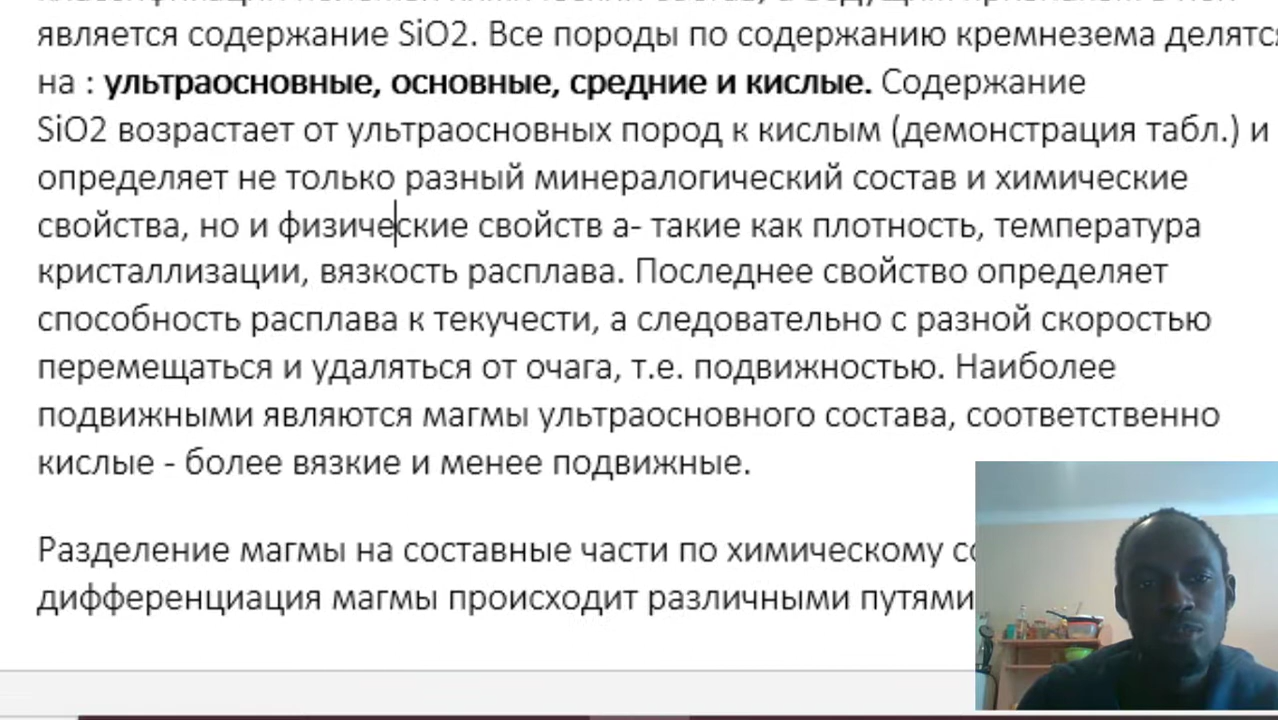 является содержание SiO2. Все породы по содержанию кремнезема делятся
на : ультраосновные, основные, средние и кислые. Содержание
SiO2 возрастает от ультраосновных пород к кислым (демонстрация табл.) и
определяет не только разный минералогический состав и химические
свойства, но и физические свойств а- такие как плотность, температура
кристаллизации, вязкость расплава. Последнее свойство определяет
способность расплава к текучести, а следовательно с разной скоростью
перемещаться и удаляться от очага, т.е. подвижностью. Наиболее
подвижными являются магмы ультраосновного состава, соответственно
кислые - более вязкие и менее подвижные.
Разделение магмы на составные части по химическому
дифференциация магмы происходит различными путями